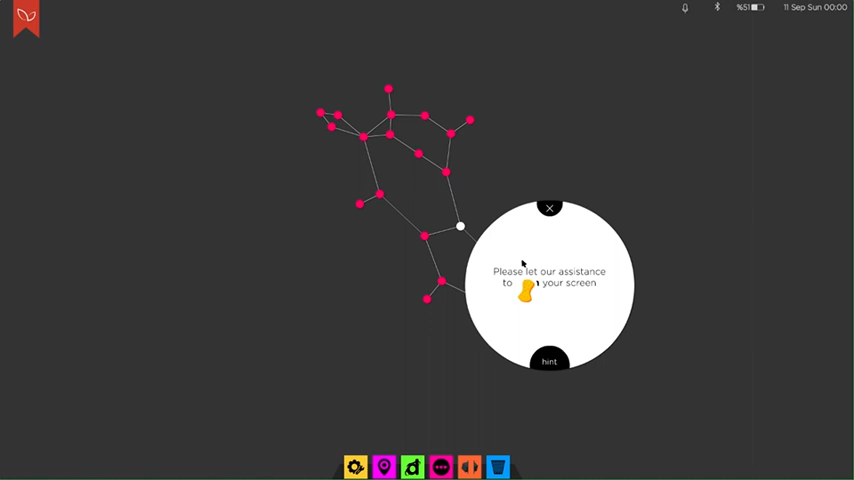 %51
11 Sep Sun 00:00
Please let our assistance
to your screen
hint